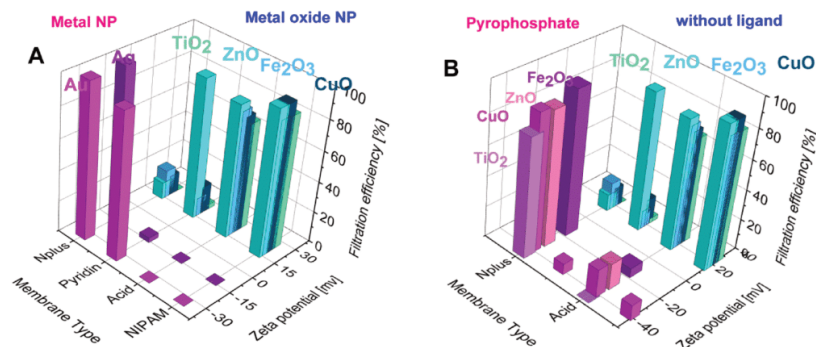 Metal NP
Metal oxide NP
A
Au
Ag
TiO2
ZnO
Fe2O3
CuO
100
80
60
40
20
0
Filtration efficiency [%]
30
15
0
-15
-30
Zeta potential [mv]
Nplus
Pyridin
Acid
NIPAM
Membrane Type
Pyrophosphate
without ligand
B
TiO2
CuO
ZnO
Fe2O3
TiO2
ZnO
Fe2O3
CuO
100
80
60
40
20
0
Filtration efficiency [%]
20
0
-20
-40
Zeta potential [mV]
Nplus
Acid
Membrane Type